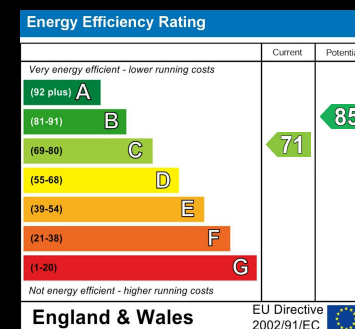 Energy Efficiency Rating
Current
Very energy efficient - lower running costs
(92 plus) A
(81-91) B
85
(69-80) C
71
(55-68) D
(39-54) E
(21-38) F
(1-20) G
Not energy efficient - higher running costs
England & Wales
EU Directive
2002/91/EC